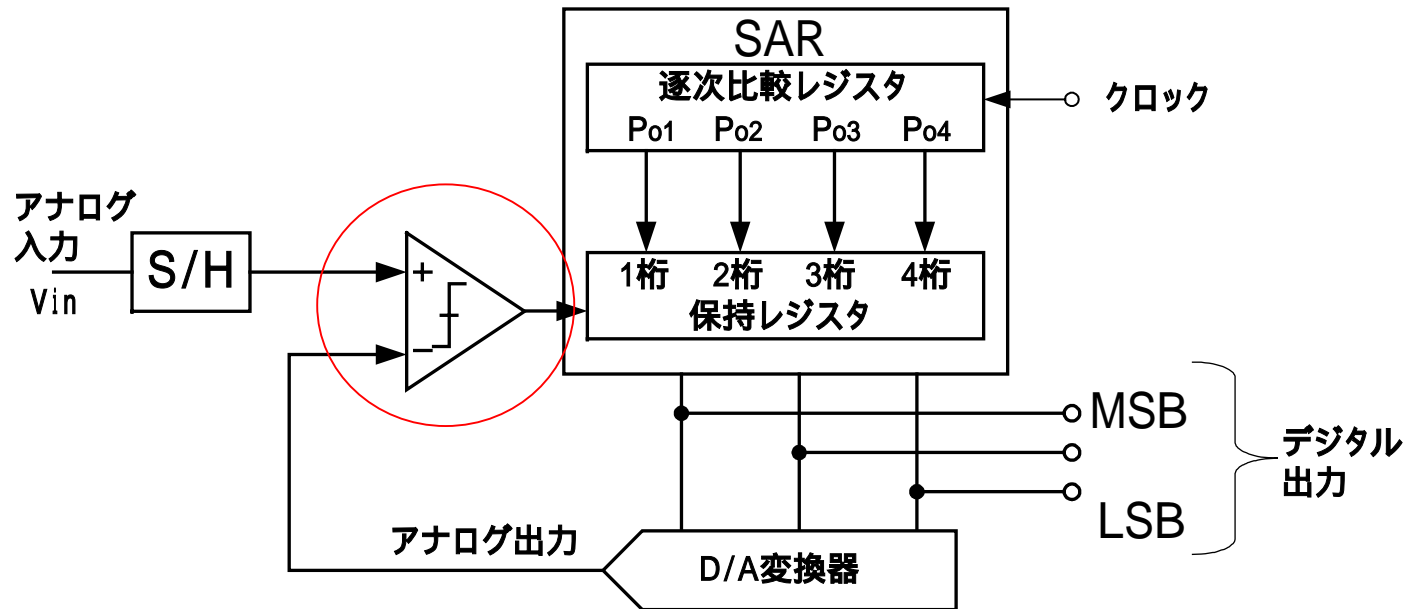 SAR
逐次比較レジスタ
Po1 Po2 Po3 Po4
クロック
アナログ
入力
Vin
S/H
+
−
1桁 2桁 3桁 4桁
保持レジスタ
MSB
LSB
デジタル
出力
アナログ出力
D/A変換器